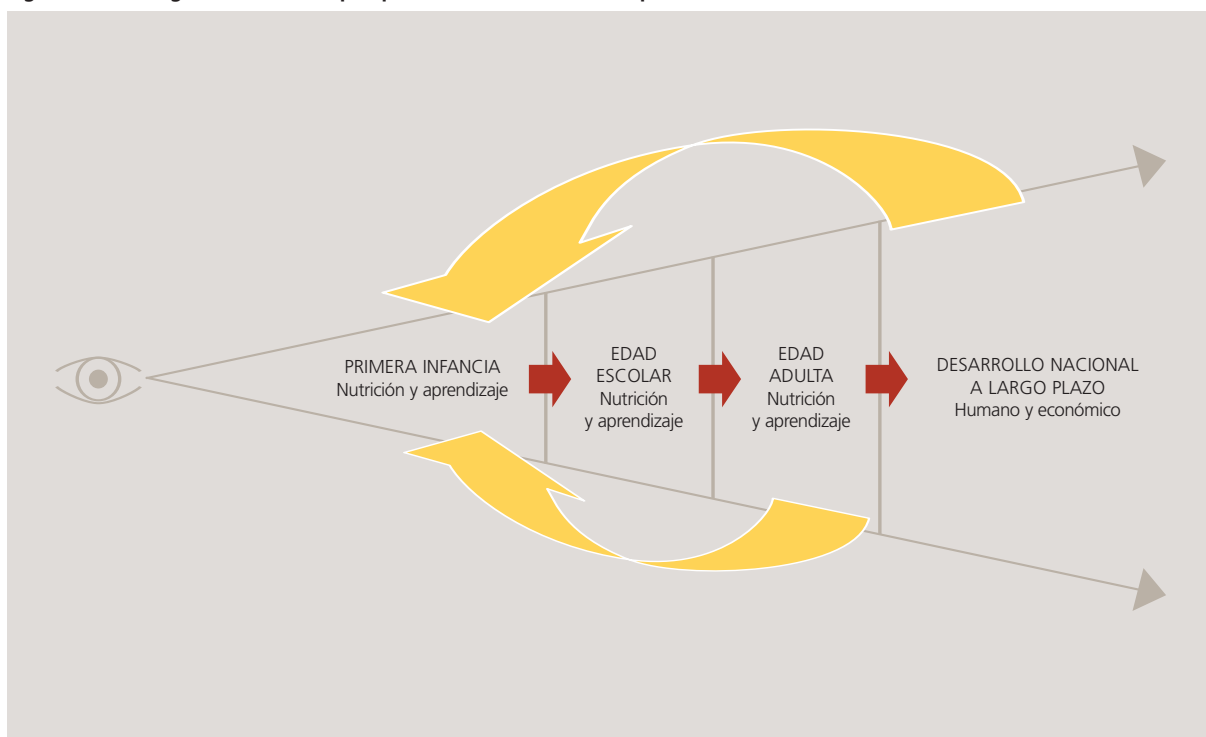 PRIMERA INFANCIA
Nutrición y aprendizaje
EDAD
ESCOLAR
Nutrición
y aprendizaje
EDAD
ADULTA
Nutrición
y aprendizaje
DESARROLLO NACIONAL
A LARGO PLAZO
Humano y económico